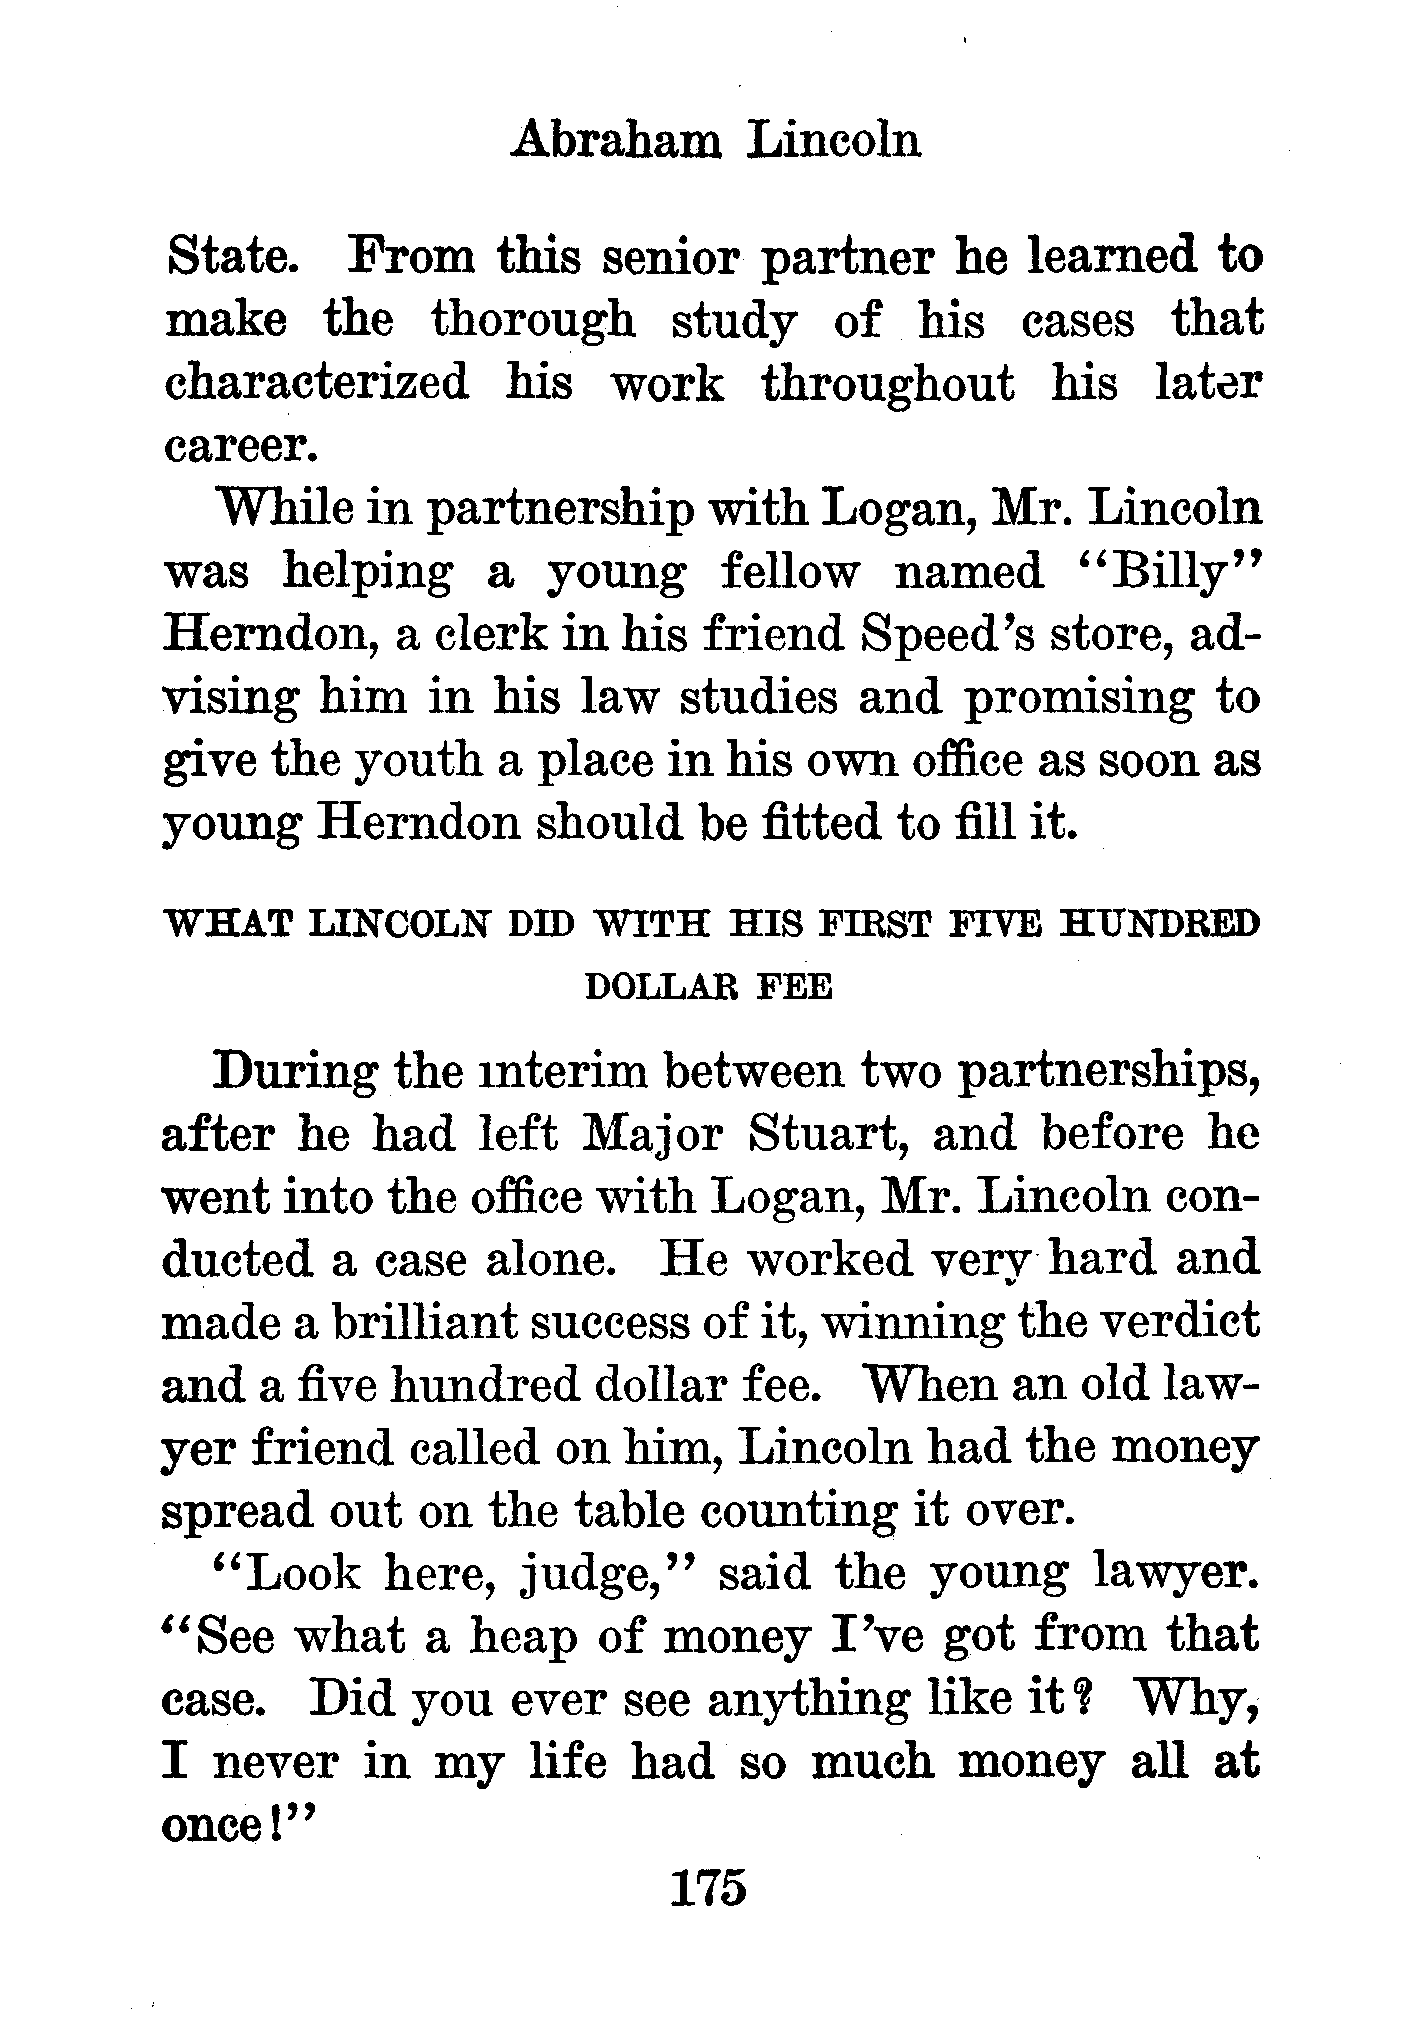 Abraham Lincoln
State. From this senior partner he learned to
make the thorough study of his cases that
characterized his work throughout his later
career.
While in partnership with Logan, Mr. Lincoln
was helping a young fellow named "Billy"
Herndon, a clerk in his friend Speed's store, ad-
vising him in his law studies and promising to
give the youth a place in his own office as soon as
young Herndon should be fitted to fill it.
WHAT LINCOLN DID WITH HIS FIRST FIVE HUNDRED
DOLLAR FEE
During the interim between two partnerships,
after he had left Major Stuart, and before he
went into the office with Logan, Mr. Lincoln con-
ducted a case alone. He worked very hard and
made a brilliant success of it, winning the verdict
and a five hundred dollar fee. When an old law-
yer friend called on him, Lincoln had the money
spread out on the table counting it over.
"Look here, judge," said the young lawyer.
"See what a heap of money I've got from that
case. Did you ever see anything like it? Why,
I never in my life had so much money all at
once!"
175